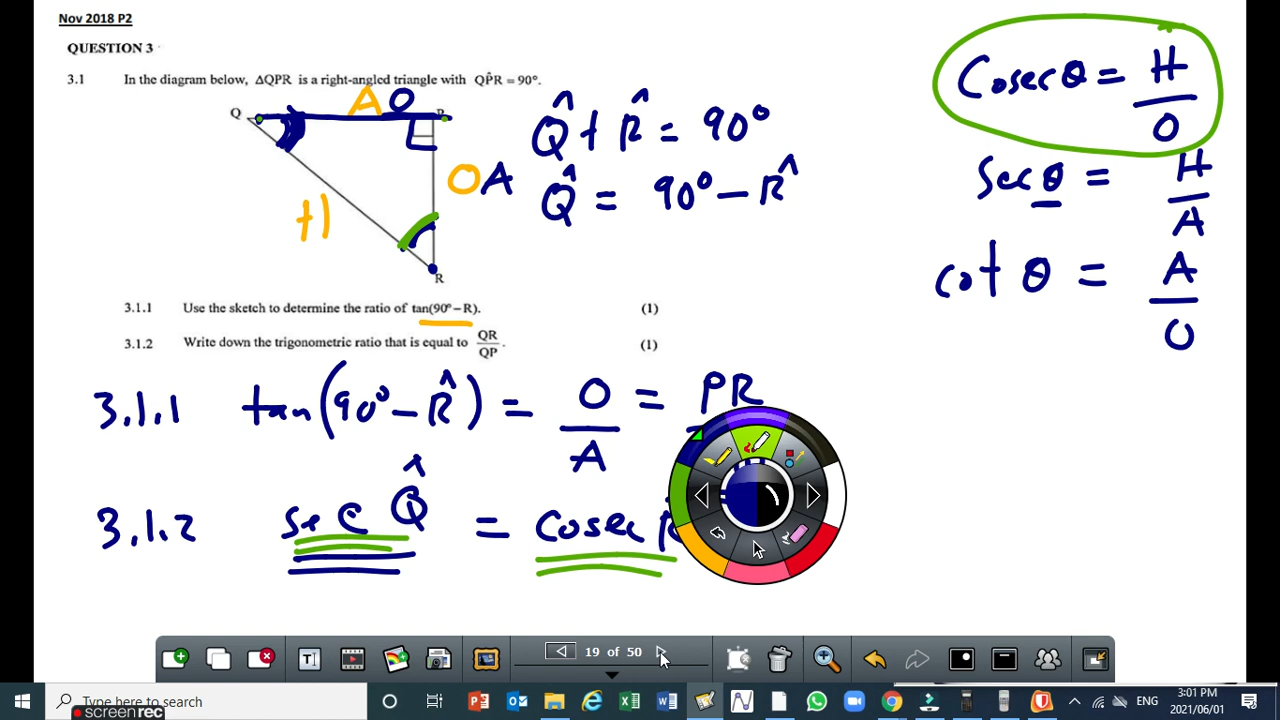 Nov 2018 P2
QUESTION 3
3.1 In the diagram below, ΔQPR is a right-angled triangle with QP̂R = 90°.
Q
R
A O
O A
H
Q̂ + R̂ = 90°
Q̂ = 90° − R̂
Cosecθ = H/O
Secθ = H/A
cot θ = A/O
3.1.1 Use the sketch to determine the ratio of tan(90° − R). (1)
3.1.2 Write down the trigonometric ratio that is equal to QR/QP. (1)
3.1.1 tan(90° − R̂) = O/A = PR
3.1.2 sec Q̂ = cosec
19 of 50
Type here to search
screenrec
ENG
3:01 PM
2021/06/01